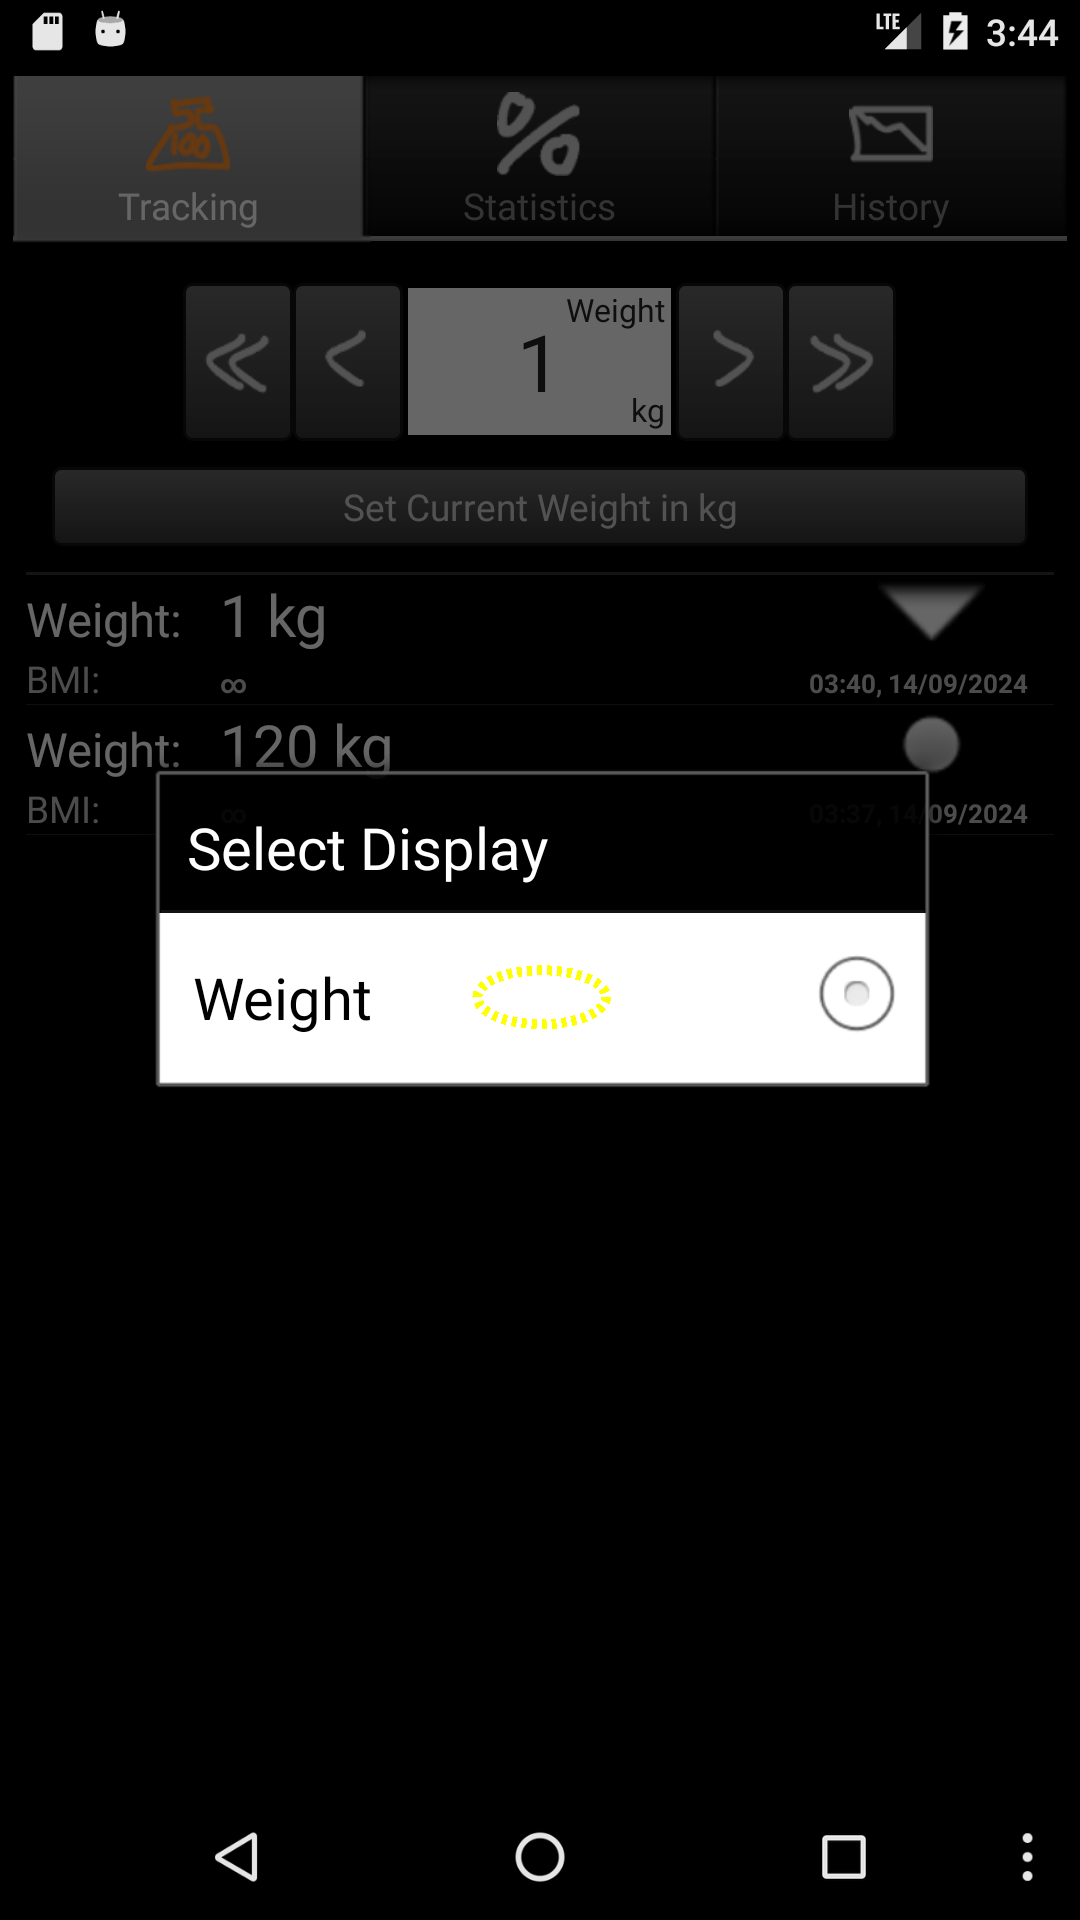 LTE 3:44
100
Tracking
Statistics
History
Weight
1
kg
Set Current Weight in kg
Weight: 1 kg
BMI: ∞ 03:40, 14/09/2024
Weight: 120 kg
BMI: ∞ 03:37, 14/09/2024
Select Display
Weight